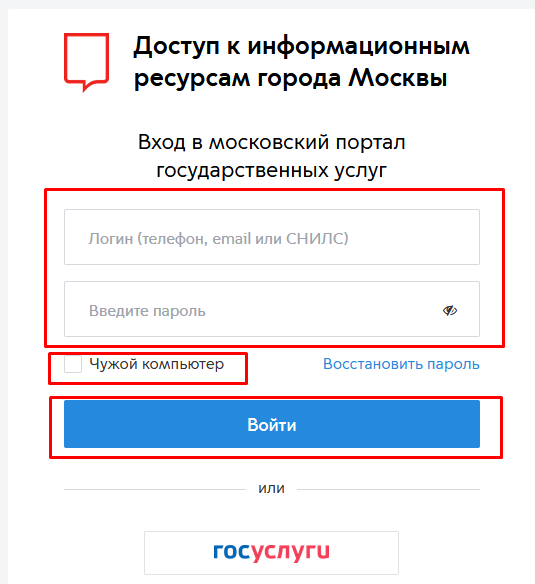 Доступ к информационным
ресурсам города Москвы
Вход в московский портал
государственных услуг
Логин (телефон, email или СНИЛС)
Введите пароль
Чужой компьютер
Восстановить пароль
Войти
или
госуслуги